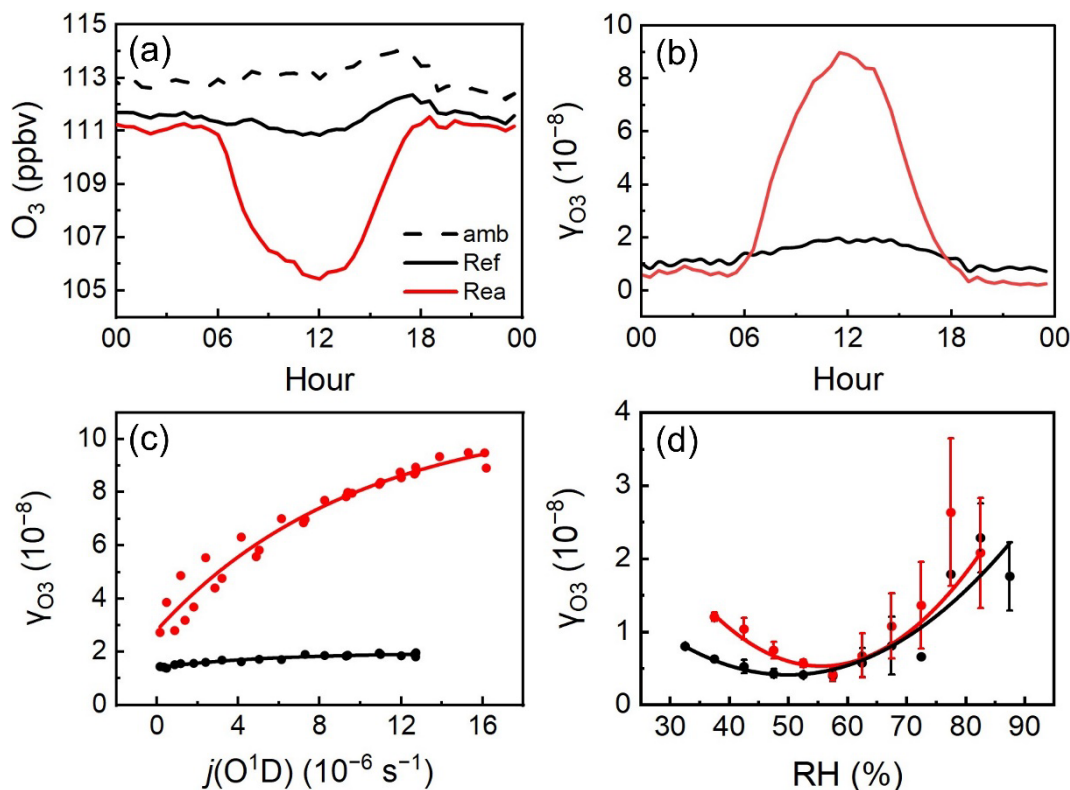 (a)
O₃ (ppbv)
115
113
111
109
107
105
amb
Ref
Rea
00 06 12 18 00
Hour
(b)
γO3 (10⁻⁸)
10
8
6
4
2
0
00 06 12 18 00
Hour
(c)
γO3 (10⁻⁸)
10
8
6
4
2
0
0 4 8 12 16
j(O¹D) (10⁻⁶ s⁻¹)
(d)
γO3 (10⁻⁸)
4
3
2
1
0
30 40 50 60 70 80 90
RH (%)